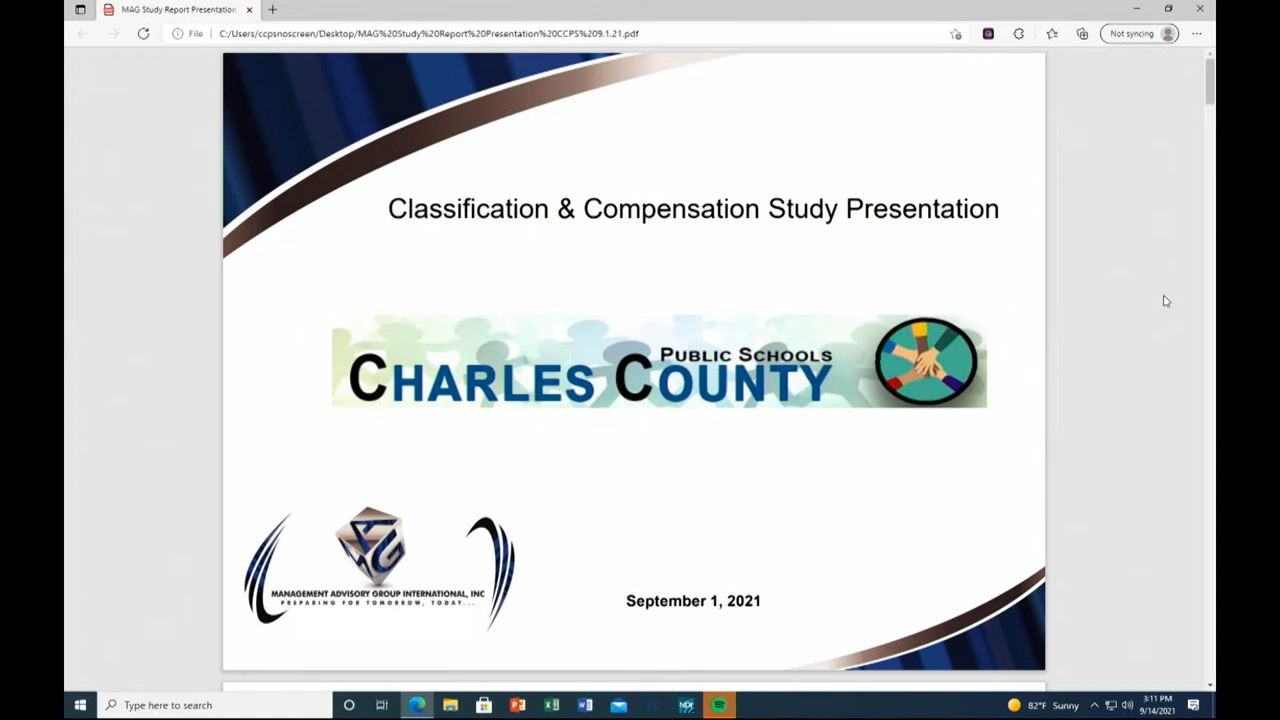 MAG Study Report Presentation
File
C:/Users/ccpsnoscreen/Desktop/MAG%20Study%20Report%20Presentation%20CCPS%209.1.21.pdf
Not syncing
Classification & Compensation Study Presentation
PUBLIC SCHOOLS
CHARLES COUNTY
MAG
MANAGEMENT ADVISORY GROUP INTERNATIONAL, INC
PREPARING FOR TOMORROW, TODAY...
September 1, 2021
Type here to search
82°F Sunny
3:11 PM
9/14/2021